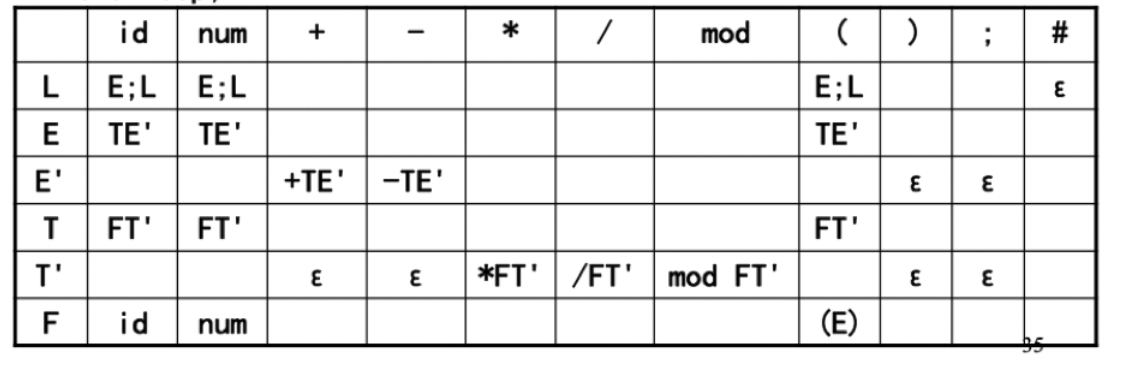 id num + - * / mod ( ) ; #
L E;L E;L E;L ε
E TE' TE' TE'
E' +TE' -TE' ε ε
T FT' FT' FT'
T' ε ε *FT' /FT' mod FT' ε ε
F id num (E)
35